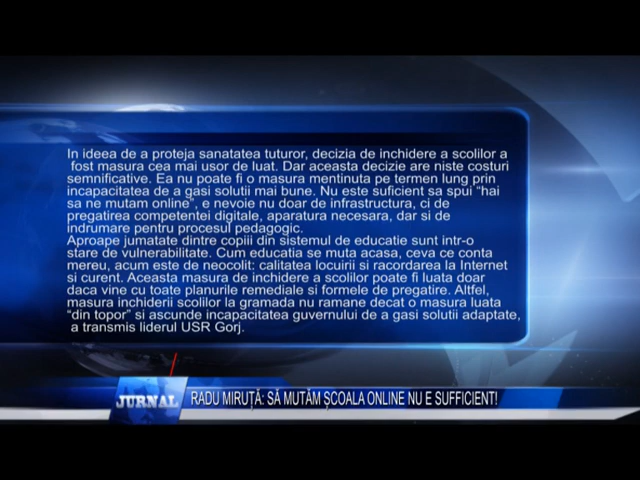 In ideea de a proteja sanatatea tuturor, decizia de inchidere a scolilor a
fost masura cea mai usor de luat. Dar aceasta decizie are niste costuri
semnificative. Ea nu poate fi o masura mentinuta pe termen lung prin
incapacitatea de a gasi solutii mai bune. Nu este suficient sa spui “hai
sa ne mutam online”, e nevoie nu doar de infrastructura, ci de
pregatirea competentei digitale, aparatura necesara, dar si de
indrumare pentru procesul pedagogic.
Aproape jumatate dintre copiii din sistemul de educatie sunt intr-o
stare de vulnerabilitate. Cum educatia se muta acasa, ceva ce conta
mereu, acum este de neocolit: calitatea locuirii si racordarea la Internet
si curent. Aceasta masura de inchidere a scolilor poate fi luata doar
daca vine cu toate planurile remediale si formele de pregatire. Altfel,
masura inchiderii scolilor la gramada nu ramane decat o masura luata
“din topor” si ascunde incapacitatea guvernului de a gasi solutii adaptate,
a transmis liderul USR Gorj.
JURNAL
RADU MIRUȚĂ: SĂ MUTĂM ȘCOALA ONLINE NU E SUFFICIENT!